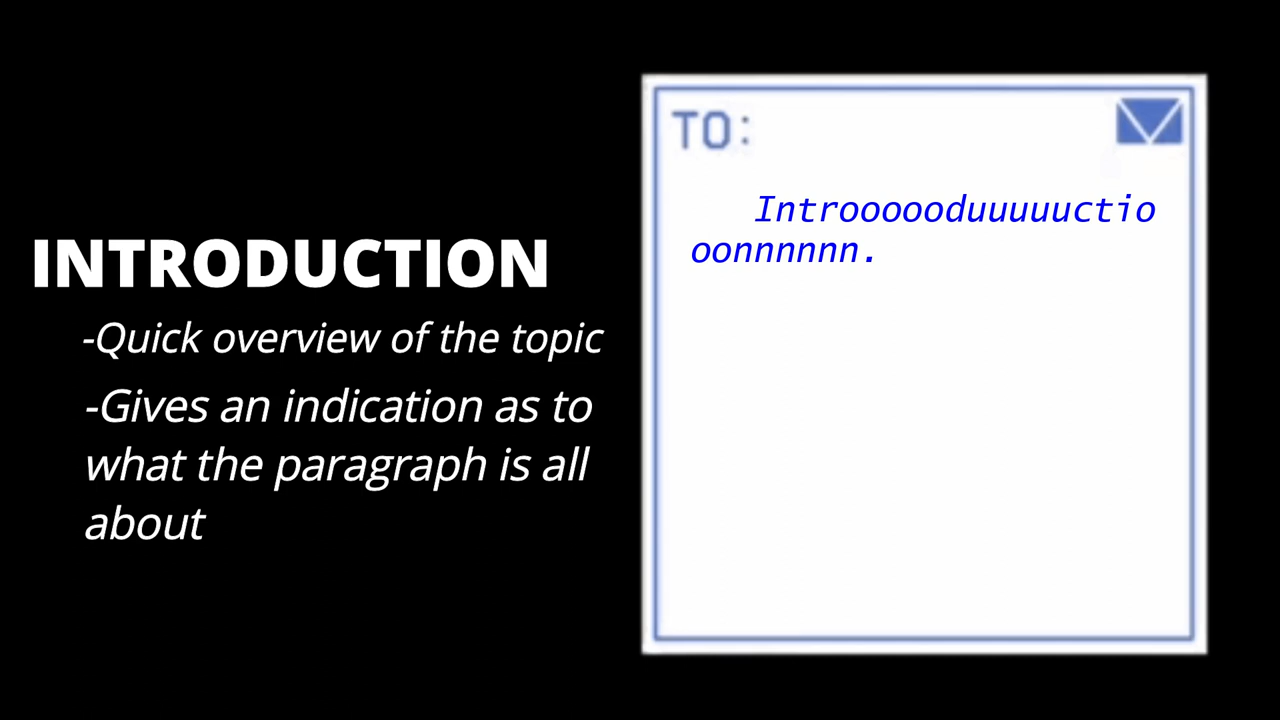 INTRODUCTION
-Quick overview of the topic
-Gives an indication as to
what the paragraph is all
about
TO:
Introoooooduuuuuuctio
oonnnnnn.